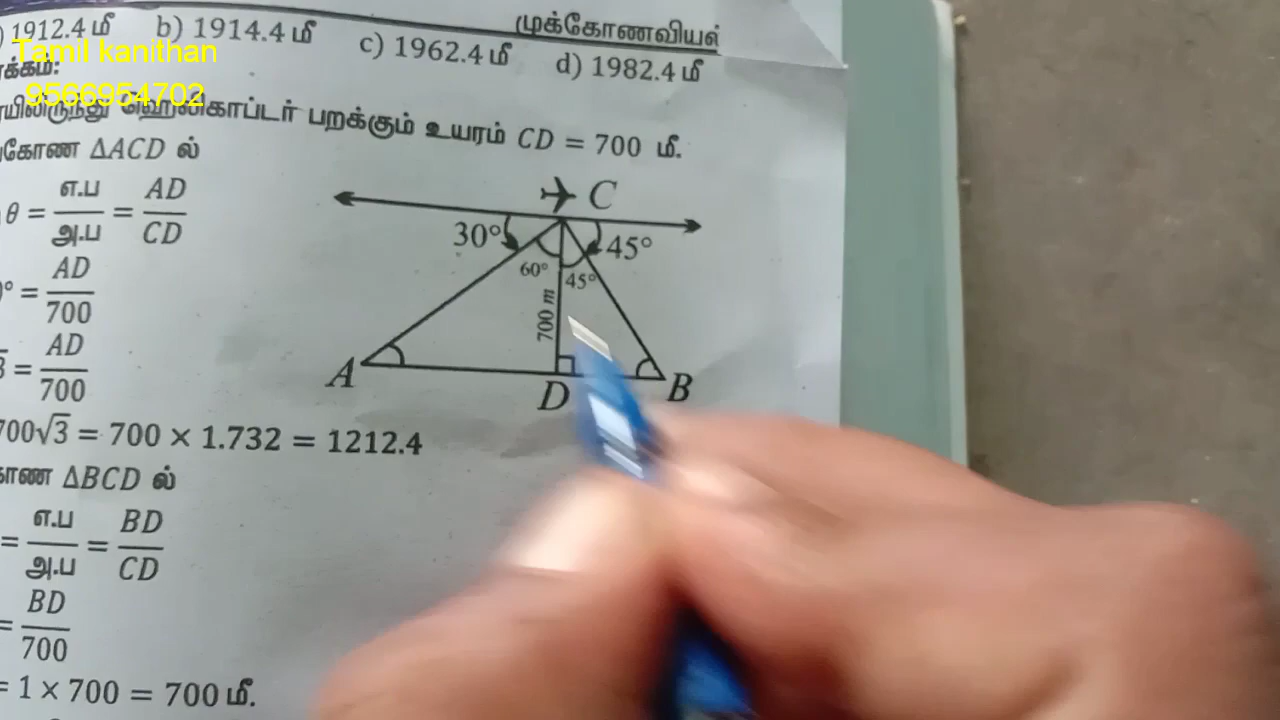 முக்கோணவியல்
) 1912.4 மீ b) 1914.4 மீ c) 1962.4 மீ d) 1982.4 மீ
Tamil kanithan
க்கம்:
9566954702
யிலிருந்து ஹெலிகாப்டர் பறக்கும் உயரம் CD = 700 மீ.
கோண ΔACD ல்
θ = எ.ப / அ.ப = AD / CD
° = AD / 700
= AD / 700
700√3 = 700 × 1.732 = 1212.4
ΔBCD ல்
= எ.ப / அ.ப = BD / CD
= BD / 700
= 1 × 700 = 700 மீ.
C
30° 45°
60° 45°
700 m
A D B